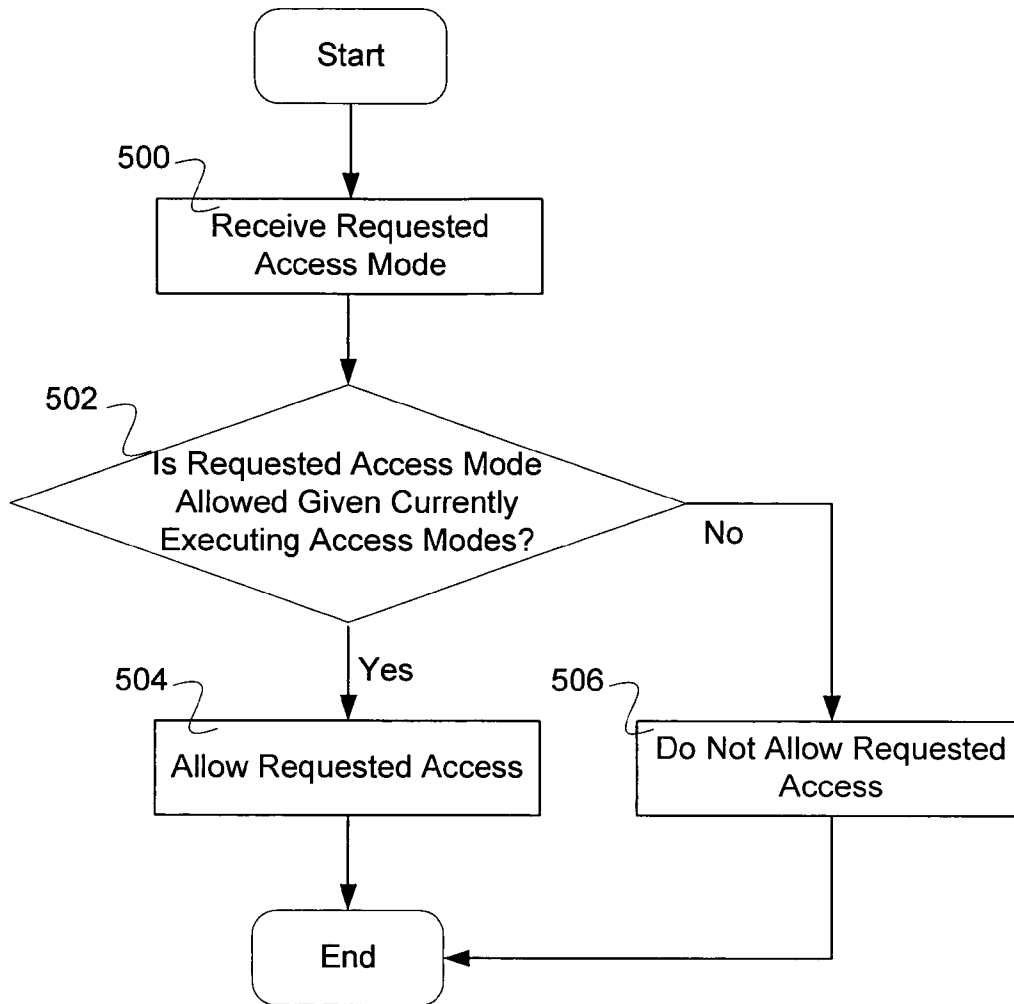 Start
500
Receive Requested
Access Mode
502
Is Requested Access Mode
Allowed Given Currently
Executing Access Modes?
No
Yes
504
Allow Requested Access
506
Do Not Allow Requested
Access
End